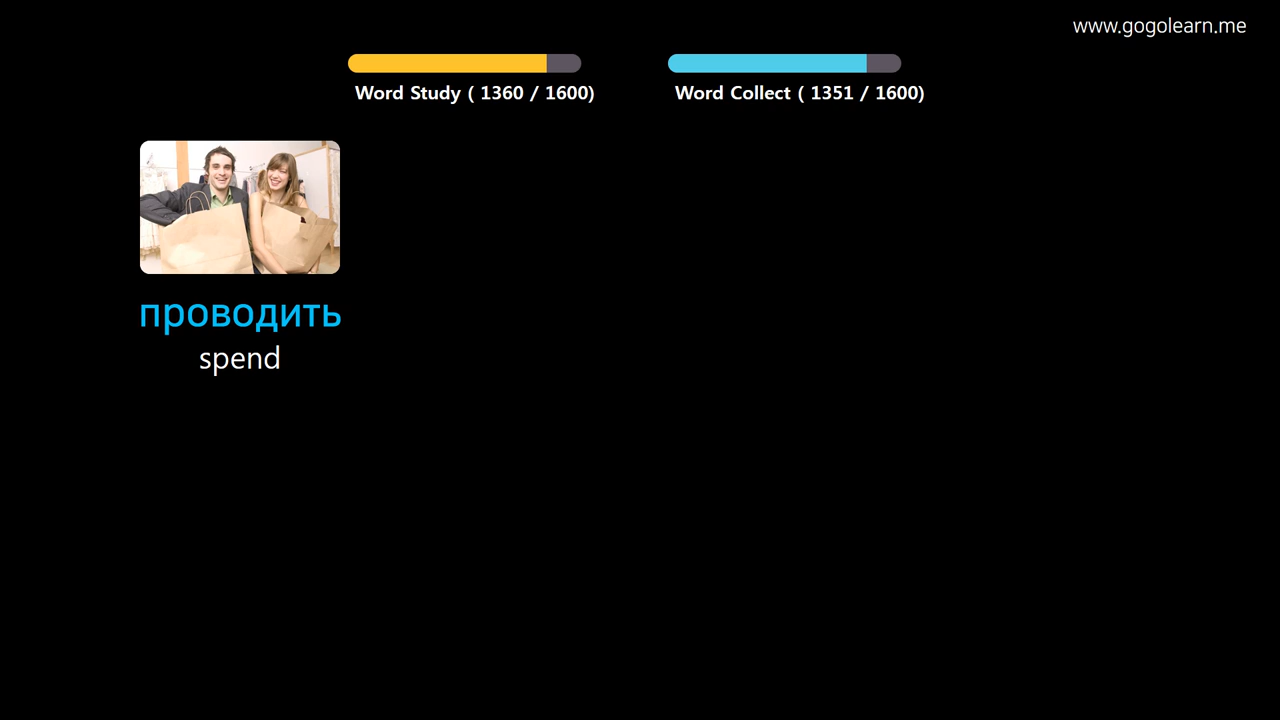 www.gogolearn.me
Word Study ( 1360 / 1600)
Word Collect ( 1351 / 1600)
проводить
spend